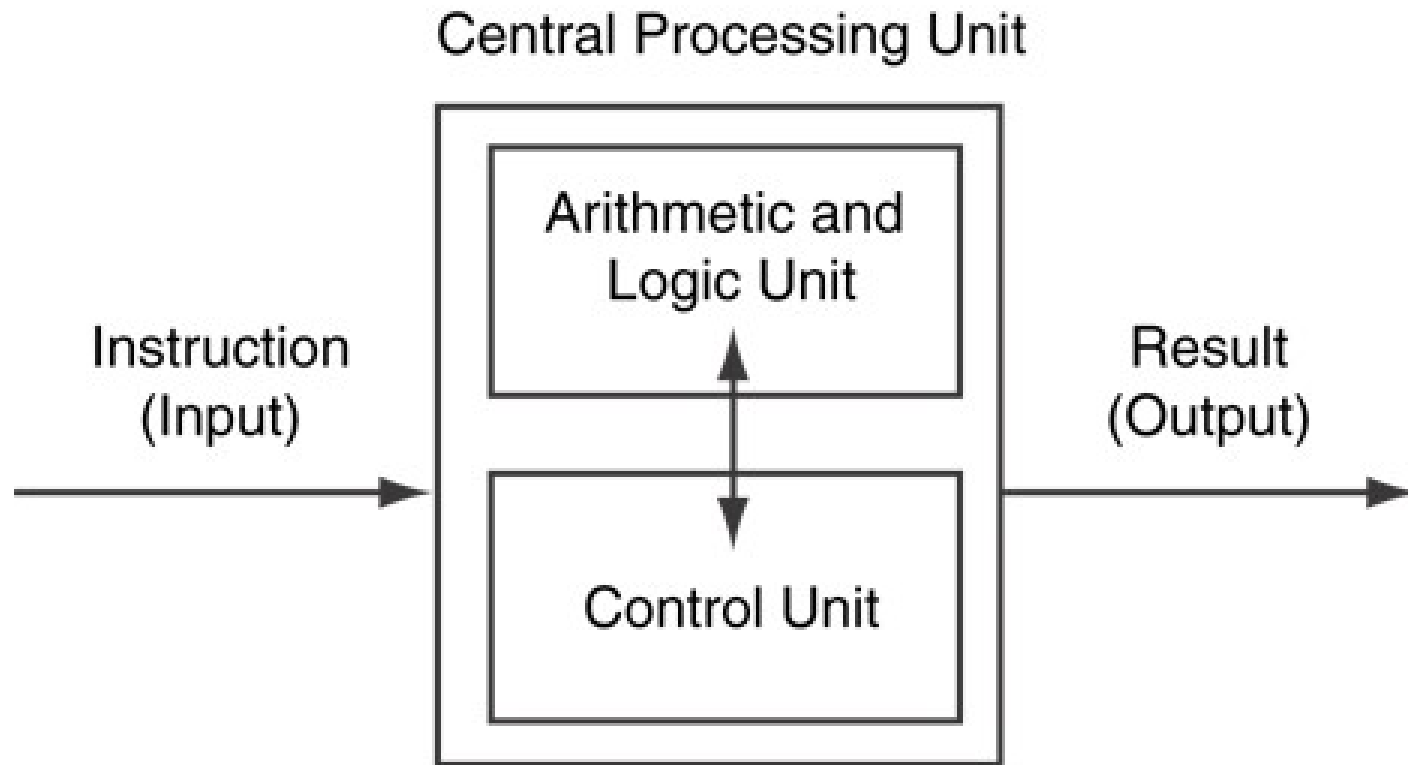 Central Processing Unit
Arithmetic and
Logic Unit
Instruction
(Input)
Result
(Output)
Control Unit